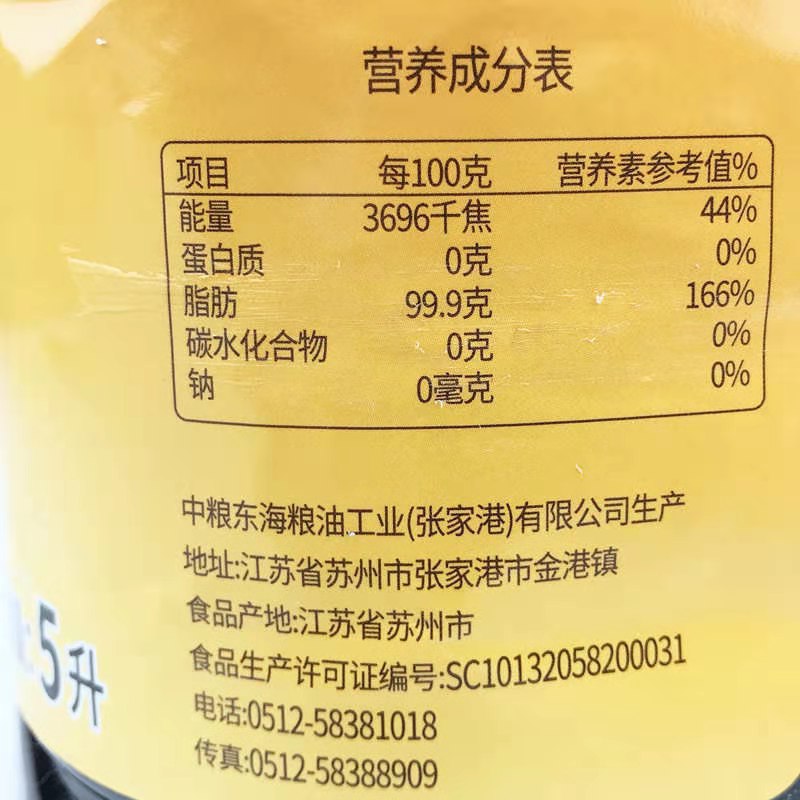 营养成分表
项目 每100克 营养素参考值%
能量 3696千焦 44%
蛋白质 0克 0%
脂肪 99.9克 166%
碳水化合物 0克 0%
钠 0毫克 0%
中粮东海粮油工业(张家港)有限公司生产
地址:江苏省苏州市张家港市金港镇
食品产地:江苏省苏州市
食品生产许可证编号:SC10132058200031
电话:0512-58381018
传真:0512-58388909
5升